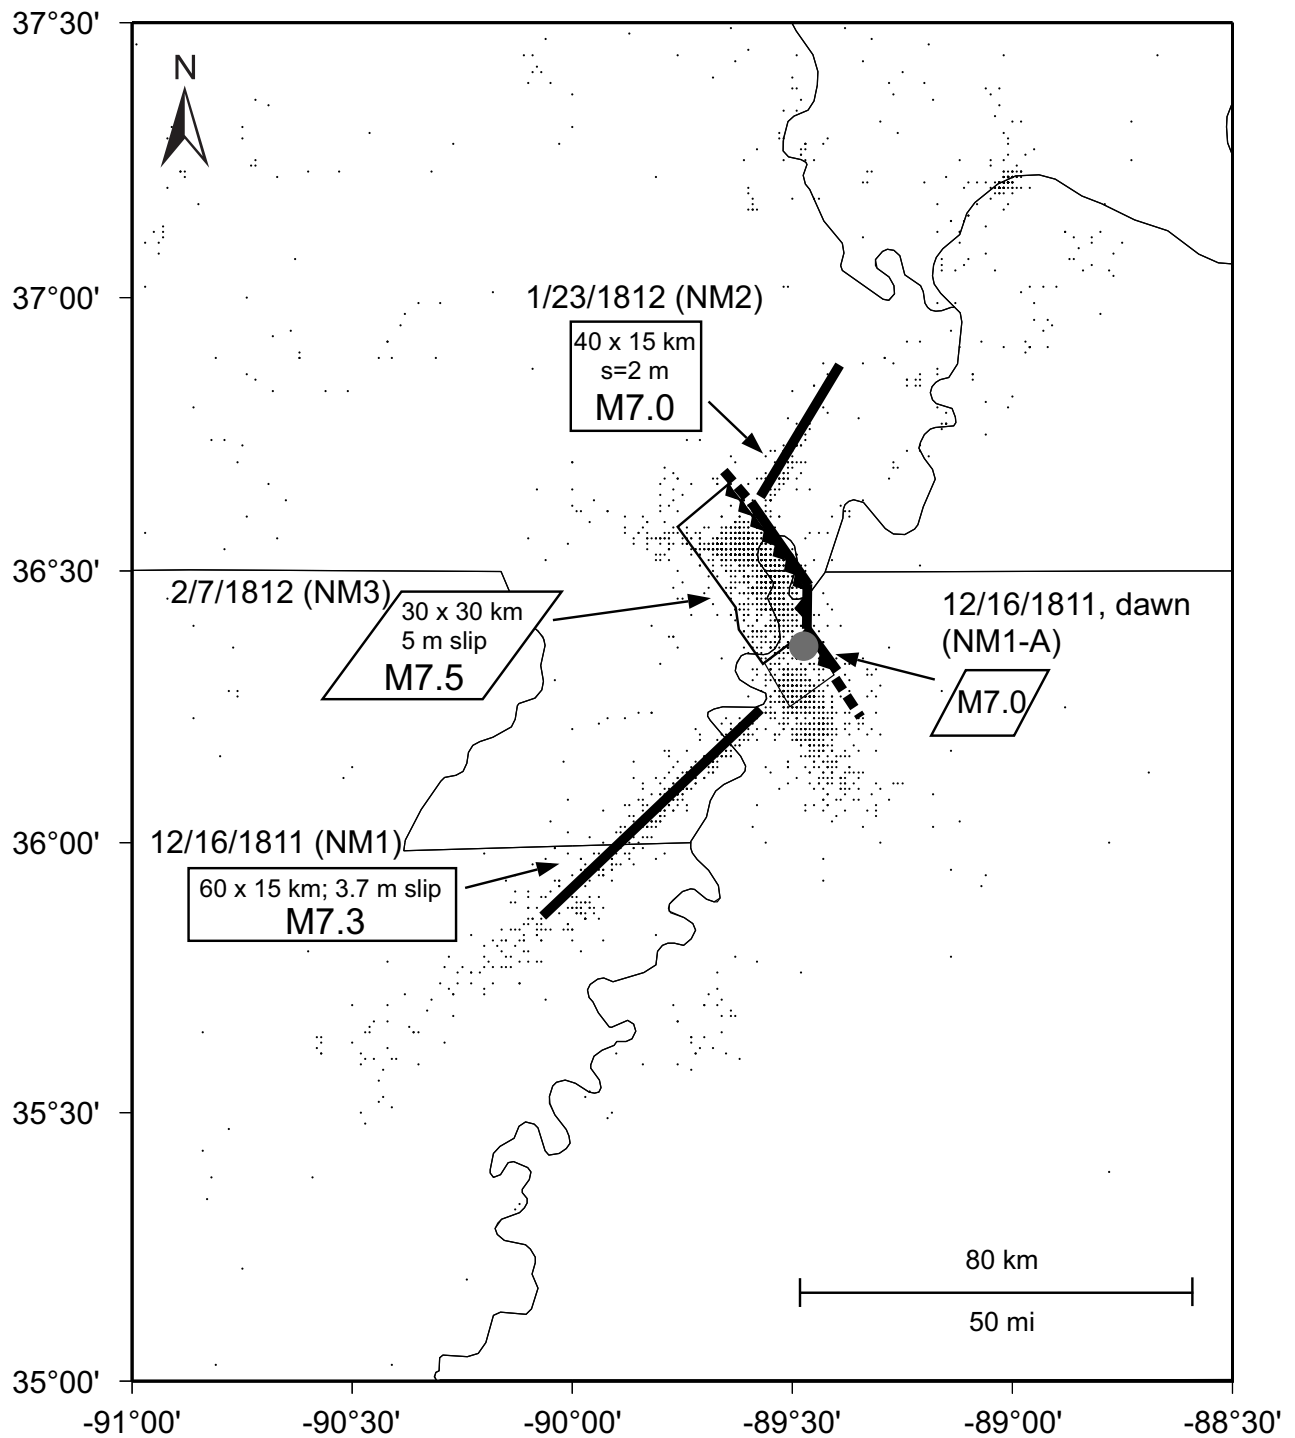 37°30'
N
37°00'
1/23/1812 (NM2)
40 x 15 km
s=2 m
M7.0
36°30'
2/7/1812 (NM3)
30 x 30 km
5 m slip
M7.5
12/16/1811, dawn
(NM1-A)
M7.0
36°00'
12/16/1811 (NM1)
60 x 15 km; 3.7 m slip
M7.3
35°30'
80 km
50 mi
35°00'
-91°00'
-90°30'
-90°00'
-89°30'
-89°00'
-88°30'